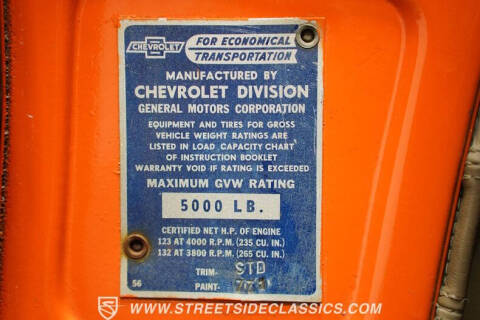 CHEVROLET
FOR ECONOMICAL
TRANSPORTATION
MANUFACTURED BY
CHEVROLET DIVISION
GENERAL MOTORS CORPORATION
EQUIPMENT AND TIRES FOR GROSS
VEHICLE WEIGHT RATINGS ARE
LISTED IN LOAD CAPACITY CHART
OF INSTRUCTION BOOKLET
WARRANTY VOID IF RATING IS EXCEEDED
MAXIMUM GVW RATING
5000 LB.
CERTIFIED NET H.P. OF ENGINE
123 AT 4000 R.P.M. (235 CU. IN.)
132 AT 3800 R.P.M. (265 CU. IN.)
TRIM- STD
56 PAINT-
WWW.STREETSIDECLASSICS.COM